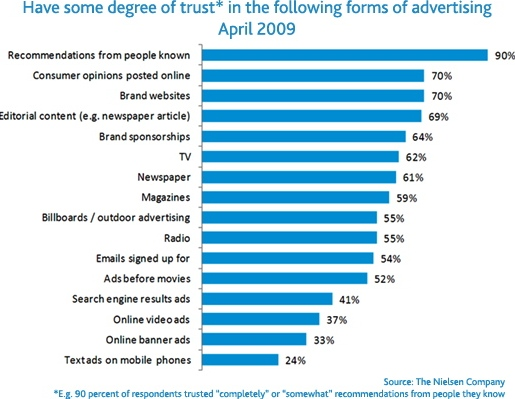 Have some degree of trust* in the following forms of advertising
April 2009
Recommendations from people known 90%
Consumer opinions posted online 70%
Brand websites 70%
Editorial content (e.g. newspaper article) 69%
Brand sponsorships 64%
TV 62%
Newspaper 61%
Magazines 59%
Billboards / outdoor advertising 55%
Radio 55%
Emails signed up for 54%
Ads before movies 52%
Search engine results ads 41%
Online video ads 37%
Online banner ads 33%
Text ads on mobile phones 24%
Source: The Nielsen Company
*E.g. 90 percent of respondents trusted "completely" or "somewhat" recommendations from people they know